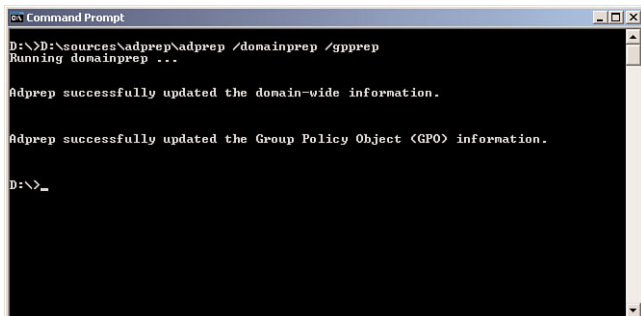 Command Prompt
D:\>D:\sources\adprep\adprep /domainprep /gpprep
Running domainprep ...
Adprep successfully updated the domain-wide information.
Adprep successfully updated the Group Policy Object (GPO) information.
D:\>_